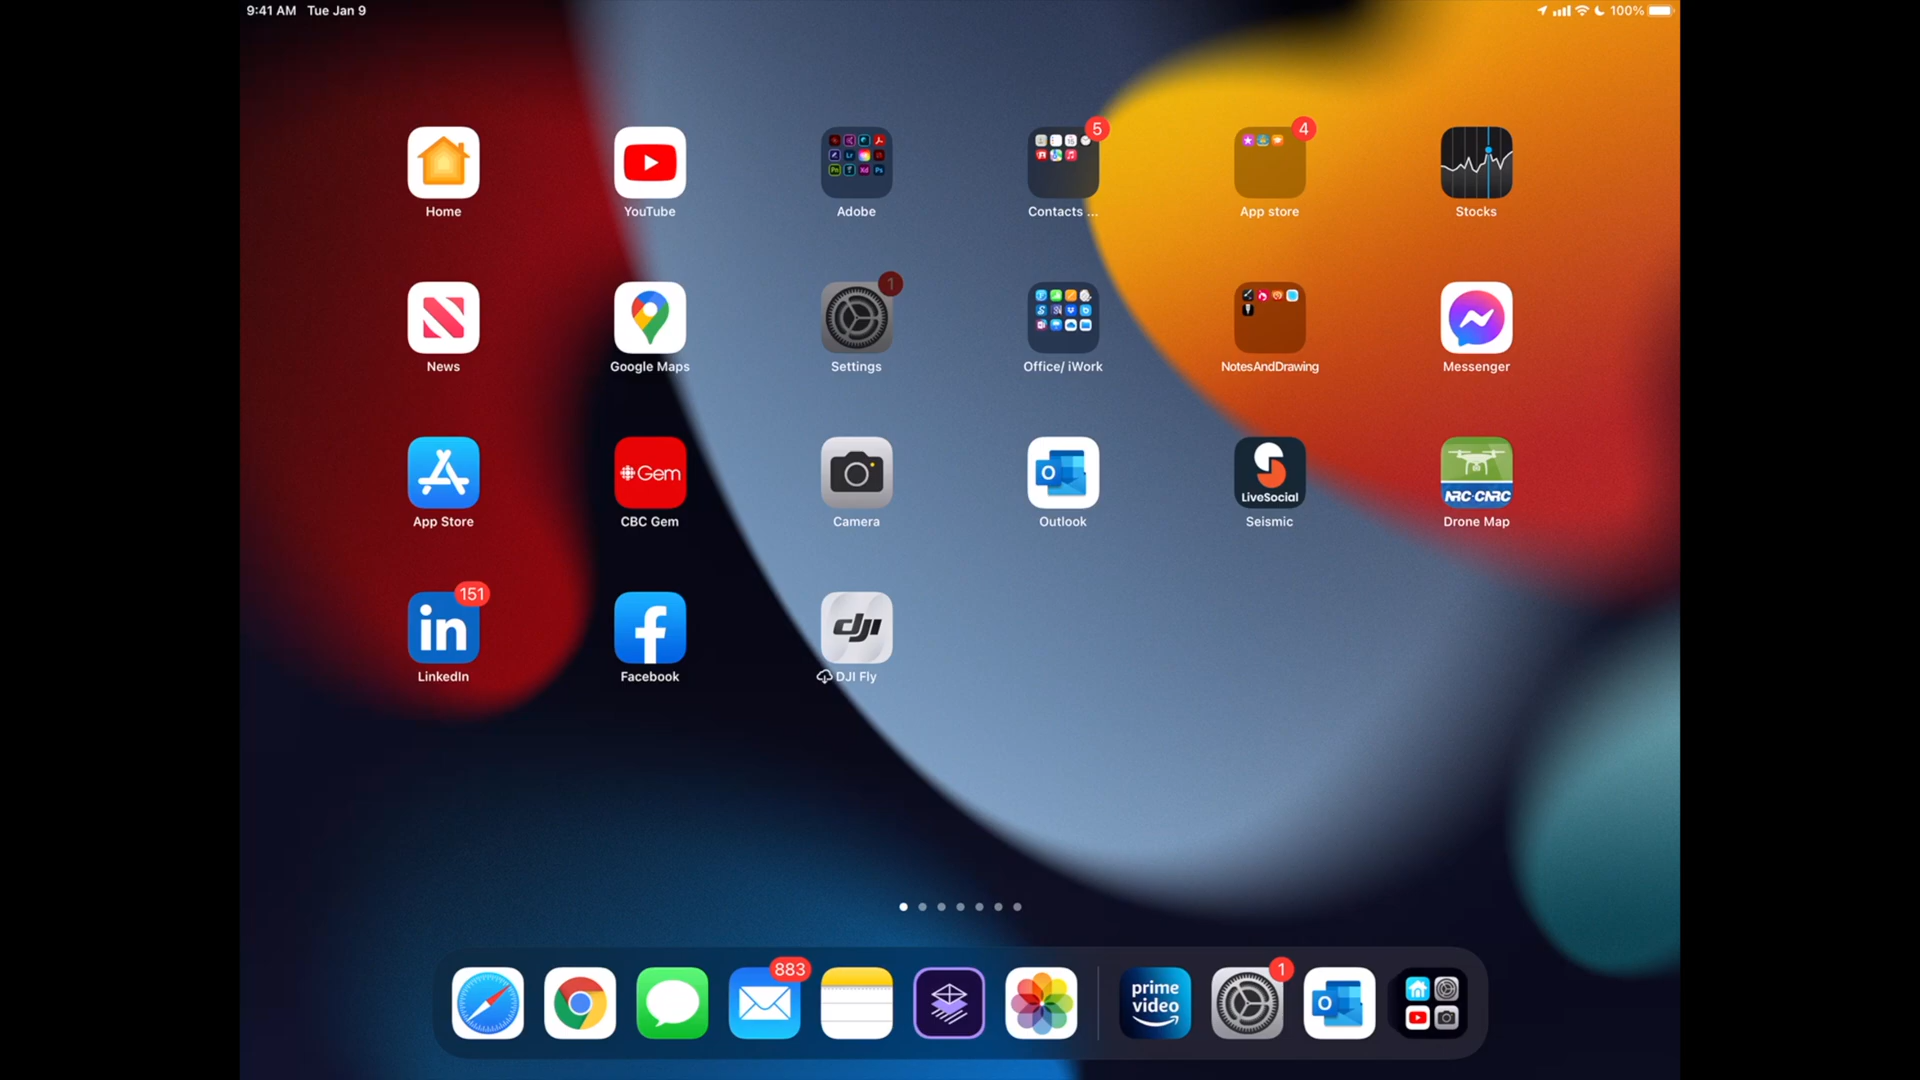 9:41 AM Tue Jan 9
100%
5
4
Home
YouTube
Adobe
Contacts ...
App store
Stocks
1
News
Google Maps
Settings
Office/ iWork
NotesAndDrawing
Messenger
Gem
LiveSocial
NRC·CNRC
App Store
CBC Gem
Camera
Outlook
Seismic
Drone Map
151
in
dji
LinkedIn
Facebook
DJI Fly
883
1
prime
video